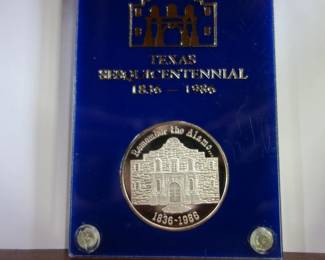 TEXAS
SESQUICENTENNIAL
1836 — 1986
Remember the Alamo...
1836-1986